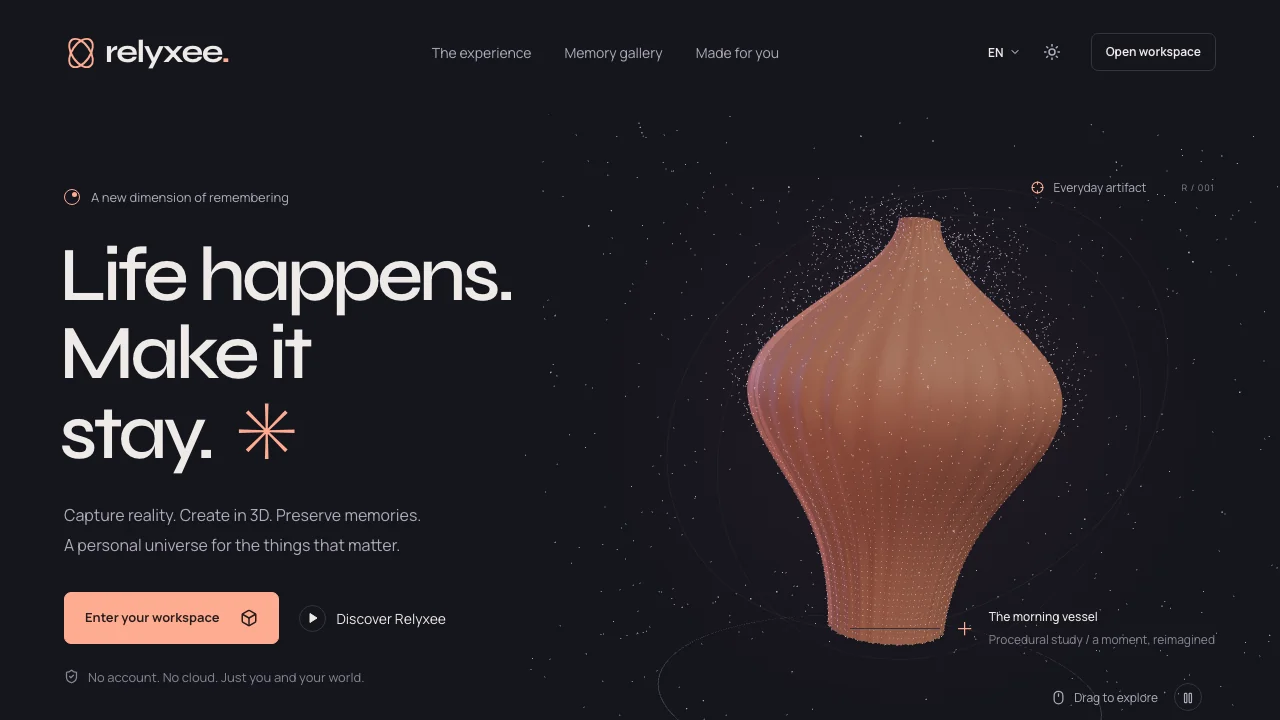 relyxee.
The experience
Memory gallery
Made for you
EN
Open workspace
A new dimension of remembering
Everyday artifact
R / 001
Life happens.
Make it
stay.
Capture reality. Create in 3D. Preserve memories.
A personal universe for the things that matter.
Enter your workspace
Discover Relyxee
The morning vessel
Procedural study / a moment, reimagined
No account. No cloud. Just you and your world.
Drag to explore